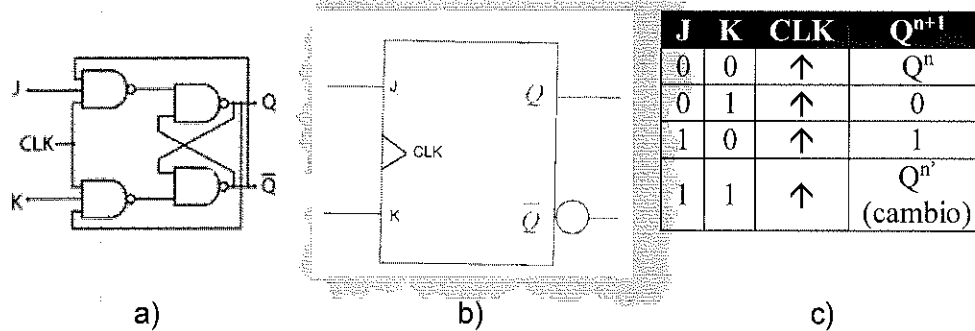 J
CLK
K
Q
Q̅
a)
J
CLK
K
Q
Q̅
b)
J K CLK Qⁿ⁺¹
0 0 ↑ Qⁿ
0 1 ↑ 0
1 0 ↑ 1
1 1 ↑ Qⁿ’
(cambio)
c)